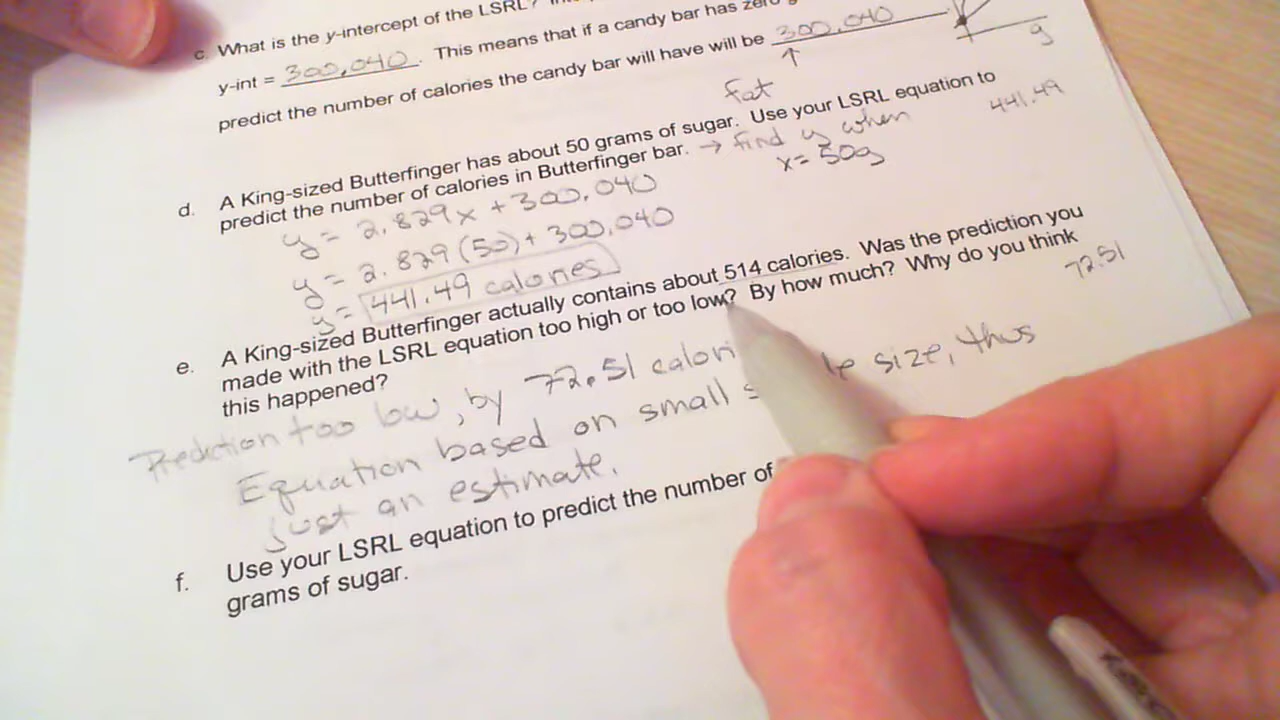 c. What is the y-intercept of the LSRL?
y-int = 300,040. This means that if a candy bar has zero g
predict the number of calories the candy bar will have will be 300,040
g
fat
d. A King-sized Butterfinger has about 50 grams of sugar. Use your LSRL equation to
predict the number of calories in Butterfinger bar. → find y when
x = 50g
441.49
y = 2.829x + 300,040
y = 2.829(50) + 300,040
y = 441.49 calories
e. A King-sized Butterfinger actually contains about 514 calories. Was the prediction you
made with the LSRL equation too high or too low? By how much? Why do you think
this happened?
72.51
Prediction too low, by 72.51 calori
Equation based on small s le size, thus
just an estimate.
f. Use your LSRL equation to predict the number of
grams of sugar.